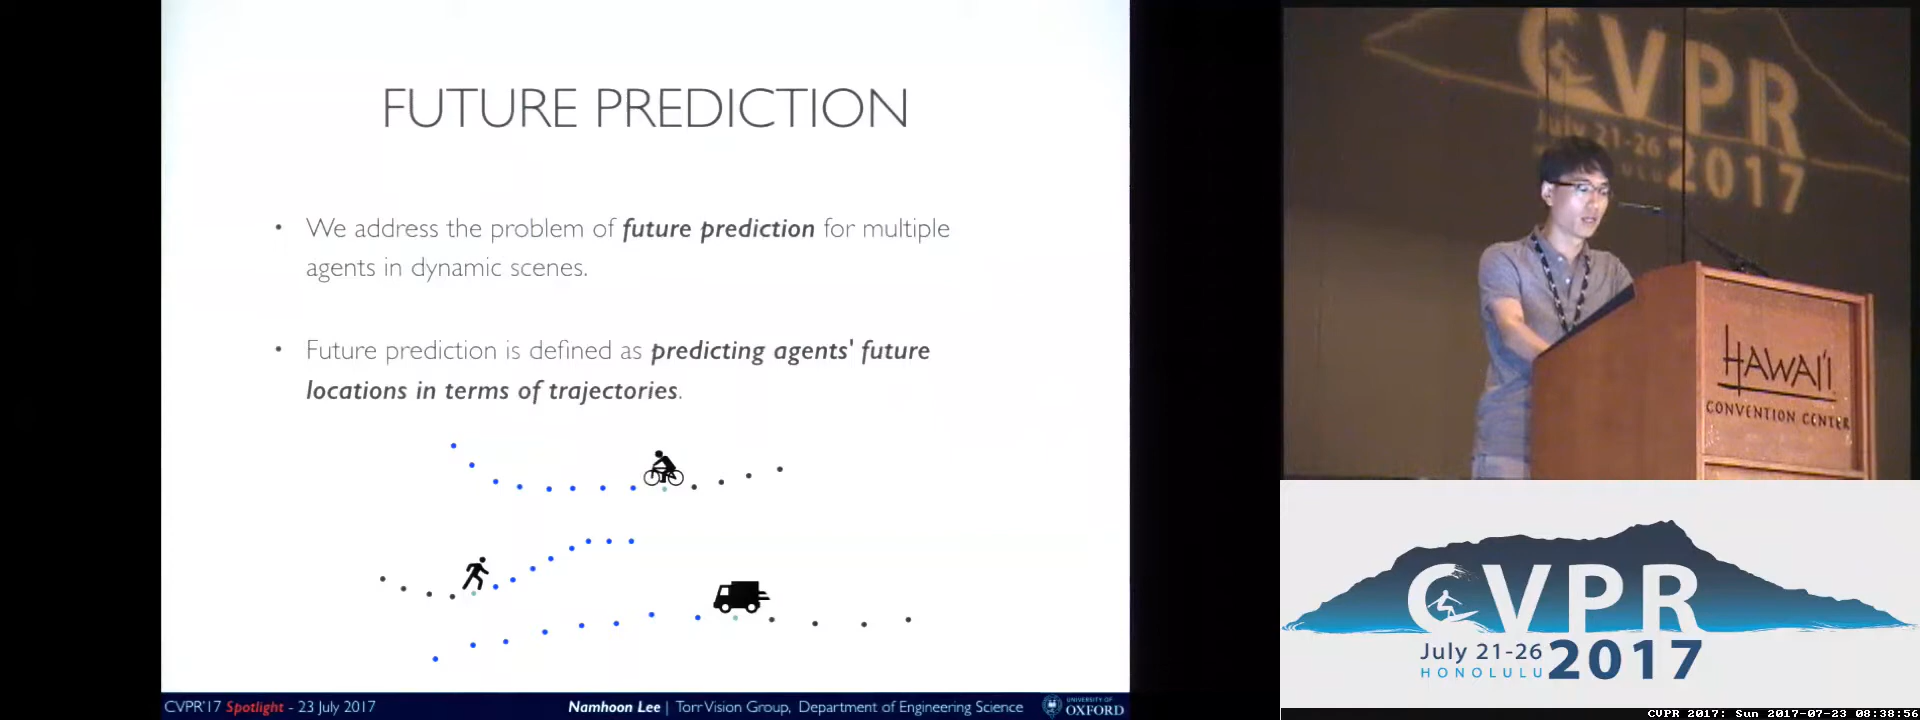 FUTURE PREDICTION
• We address the problem of future prediction for multiple
agents in dynamic scenes.
• Future prediction is defined as predicting agents' future
locations in terms of trajectories.
CVPR'17 Spotlight - 23 July 2017
Namhoon Lee | Torr Vision Group, Department of Engineering Science
UNIVERSITY OF
OXFORD
CVPR
July 21-26
2017
HAWAI'I
CONVENTION CENTER
CVPR
July 21-26
HONOLULU
2017
CVPR 2017: Sun 2017-07-23 08:38:56